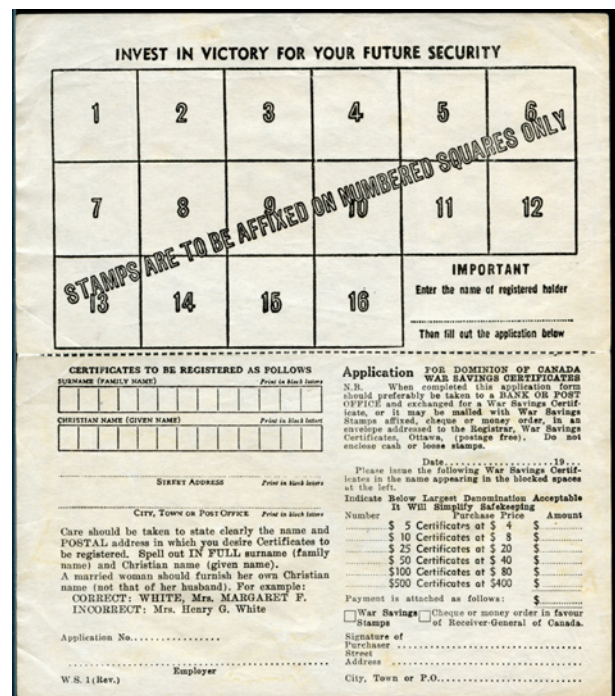 INVEST IN VICTORY FOR YOUR FUTURE SECURITY
1 2 3 4 5 6
7 8 9 10 11 12
13 14 15 16
STAMPS ARE TO BE AFFIXED ON NUMBERED SQUARES ONLY
IMPORTANT
Enter the name of registered holder
Then fill out the application below
CERTIFICATES TO BE REGISTERED AS FOLLOWS
SURNAME (FAMILY NAME) Print in block letters
CHRISTIAN NAME (GIVEN NAME) Print in block letters
STREET ADDRESS Print in block letters
CITY, TOWN OR POST OFFICE Print in block letters
Care should be taken to state clearly the name and
POSTAL address in which you desire Certificates to
be registered. Spell out IN FULL surname (family
name) and Christian name (given name).
A married woman should furnish her own Christian
name (not that of her husband). For example:
CORRECT: WHITE, Mrs. MARGARET F.
INCORRECT: Mrs. Henry G. White
Application No.
Employer
W.S. 1 (Rev.)
Application FOR DOMINION OF CANADA
WAR SAVINGS CERTIFICATES
N.B. When completed this application form
should preferably be taken to a BANK OR POST
OFFICE and exchanged for a War Savings Certif-
icate, or it may be mailed with War Savings
Stamps affixed, cheque or money order, in an
envelope addressed to the Registrar, War Savings
Certificates, Ottawa, (postage free). Do not
enclose cash or loose stamps.
Date....................19...
Please issue the following War Savings Certif-
icates in the name appearing in the blocked spaces
at the left.
Indicate Below Largest Denomination Acceptable
It Will Simplify Safekeeping
Number Purchase Price Amount
$ 5 Certificates at $ 4 $
$ 10 Certificates at $ 8 $
$ 25 Certificates at $ 20 $
$ 50 Certificates at $ 40 $
$100 Certificates at $ 80 $
$500 Certificates at $400 $
Payment is attached as follows: $
War Savings Stamps
Cheque or money order in favour of Receiver-General of Canada.
Signature of
Purchaser
Street
Address
City, Town or P.O.